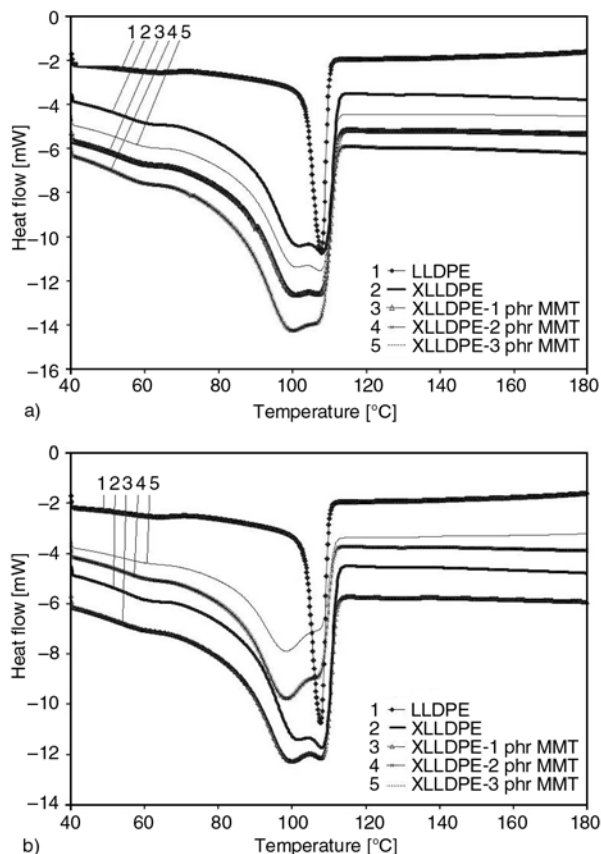 0
−2
−4
−6
−8
−10
−12
−14
−16
Heat flow [mW]
1 2 3 4 5
1 LLDPE
2 XLLDPE
3 XLLDPE-1 phr MMT
4 XLLDPE-2 phr MMT
5 XLLDPE-3 phr MMT
40 60 80 100 120 140 160 180
a) Temperature [°C]
0
−2
−4
−6
−8
−10
−12
−14
Heat flow [mW]
1 2 3 4 5
1 LLDPE
2 XLLDPE
3 XLLDPE-1 phr MMT
4 XLLDPE-2 phr MMT
5 XLLDPE-3 phr MMT
40 60 80 100 120 140 160 180
b) Temperature [°C]